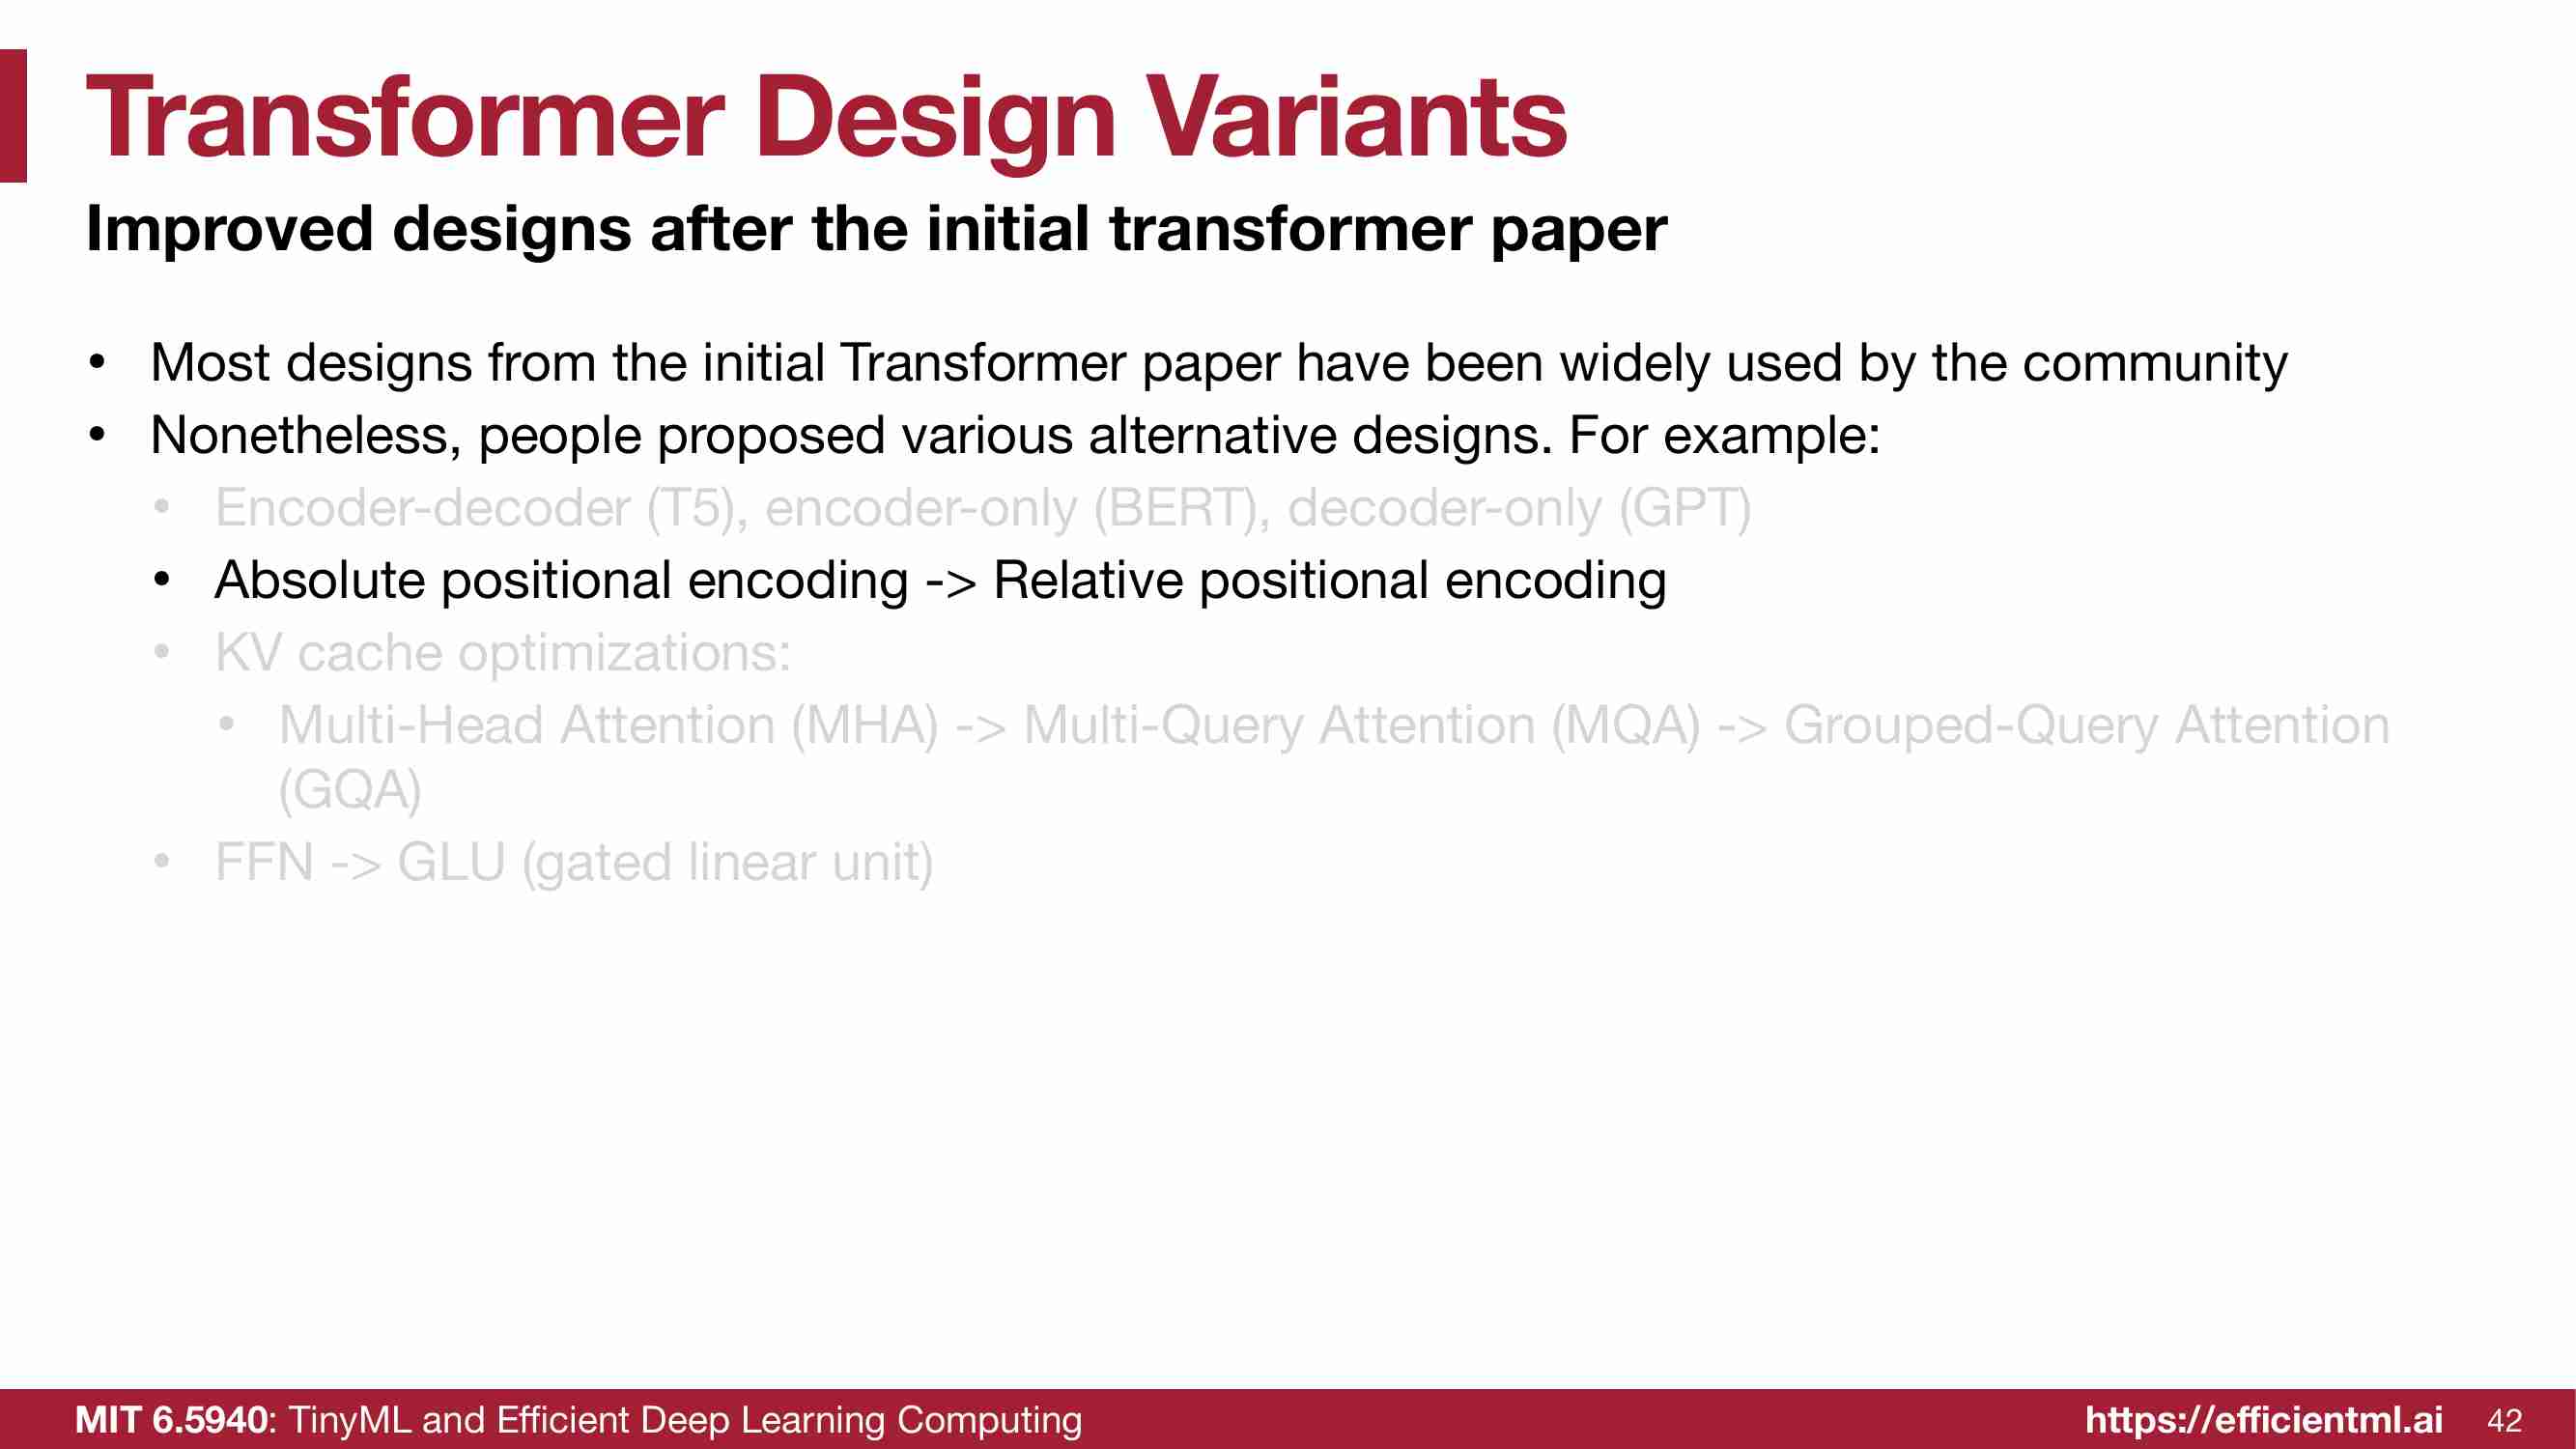 Transformer Design Variants
Improved designs after the initial transformer paper
• Most designs from the initial Transformer paper have been widely used by the community
• Nonetheless, people proposed various alternative designs. For example:
• Encoder-decoder (T5), encoder-only (BERT), decoder-only (GPT)
• Absolute positional encoding -> Relative positional encoding
• KV cache optimizations:
• Multi-Head Attention (MHA) -> Multi-Query Attention (MQA) -> Grouped-Query Attention
(GQA)
• FFN -> GLU (gated linear unit)
MIT 6.5940: TinyML and Efficient Deep Learning Computing https://efficientml.ai 42